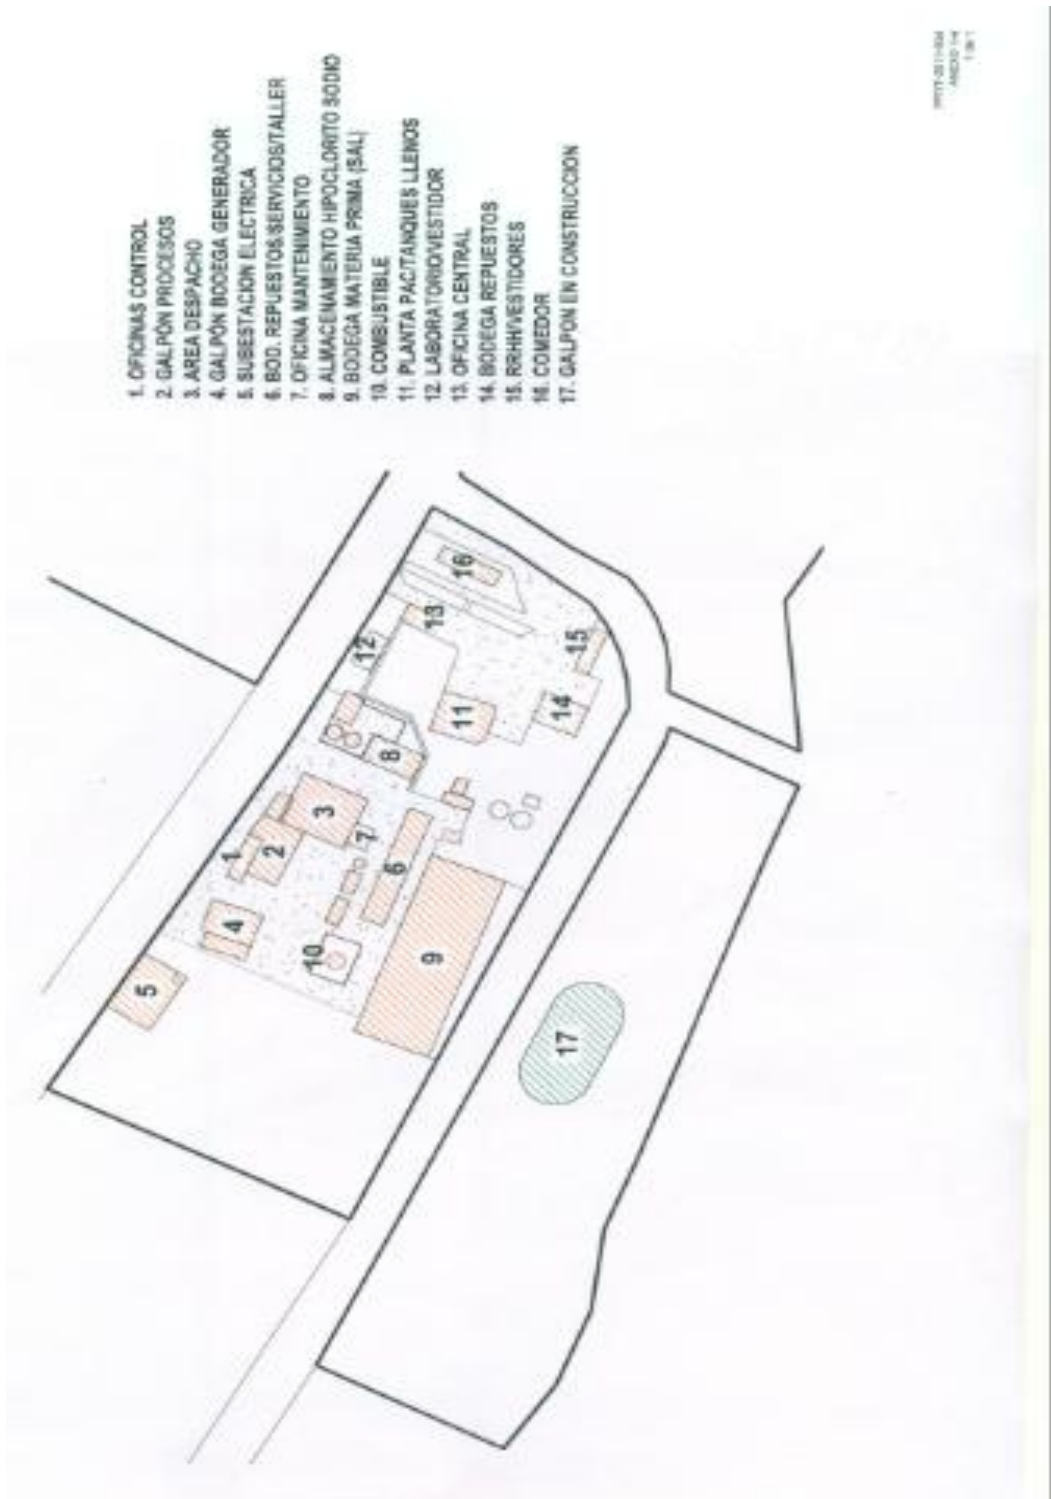 1. OFICINAS CONTROL
2. GALPÓN PROCESOS
3. AREA DESPACHO
4. GALPÓN BODEGA GENERADOR
5. SUBESTACION ELECTRICA
6. BOD. REPUESTOS/SERVICIOS/TALLER
7. OFICINA MANTENIMIENTO
8. ALMACENAMIENTO HIPOCLORITO SODIO
9. BODEGA MATERIA PRIMA (SAL)
10. COMBUSTIBLE
11. PLANTA PAC/TANQUES LLENOS
12. LABORATORIO/VESTIDOR
13. OFICINA CENTRAL
14. BODEGA REPUESTOS
15. RRHH/VESTIDORES
16. COMEDOR
17. GALPON EN CONSTRUCCION
1
2
3
4
5
6
7
8
9
10
11
12
13
14
15
16
17